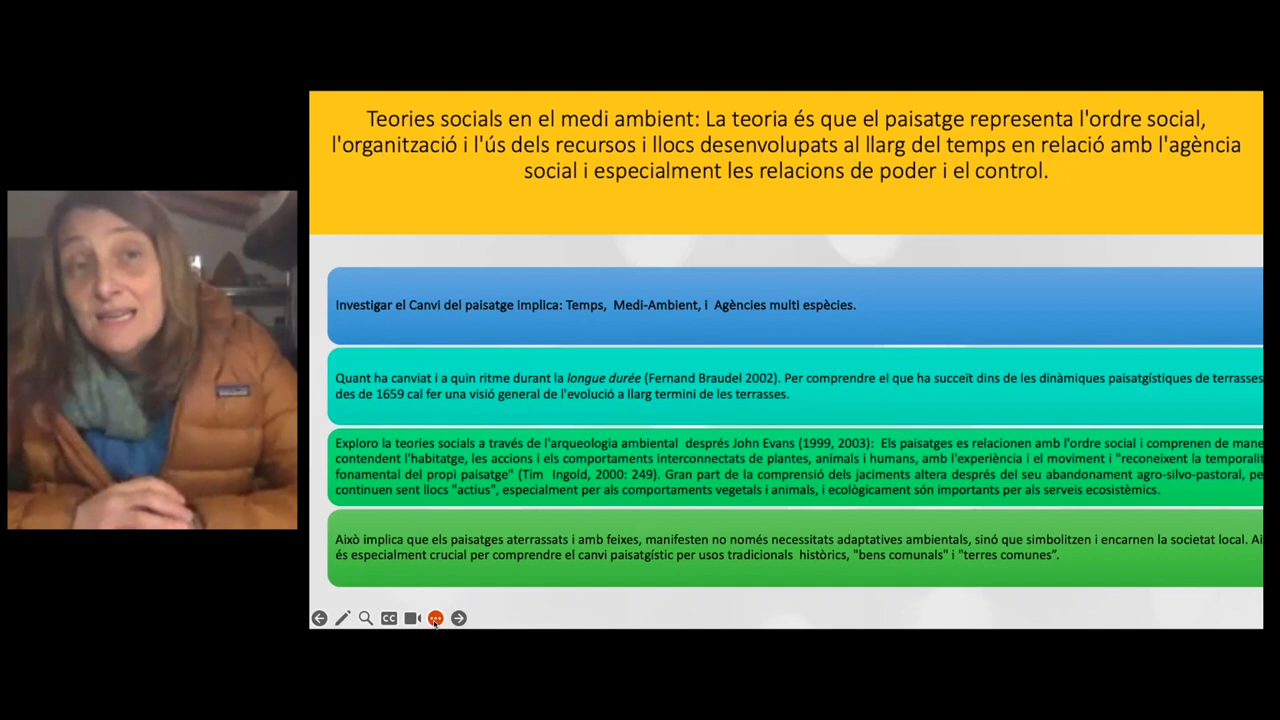 Teories socials en el medi ambient: La teoria és que el paisatge representa l'ordre social,
l'organització i l'ús dels recursos i llocs desenvolupats al llarg del temps en relació amb l'agència
social i especialment les relacions de poder i el control.
Investigar el Canvi del paisatge implica: Temps, Medi-Ambient, i Agències multi espècies.
Quant ha canviat i a quin ritme durant la longue durée (Fernand Braudel 2002). Per comprendre el que ha succeït dins de les dinàmiques paisatgístiques de terrasses
des de 1659 cal fer una visió general de l'evolució a llarg termini de les terrasses.
Exploro la teories socials a través de l'arqueologia ambiental després John Evans (1999, 2003): Els paisatges es relacionen amb l'ordre social i comprenen de mane
contendent l'habitatge, les accions i els comportaments interconnectats de plantes, animals i humans, amb l'experiència i el moviment i "reconeixent la temporalit
fonamental del propi paisatge" (Tim Ingold, 2000: 249). Gran part de la comprensió dels jaciments altera després del seu abandonament agro-silvo-pastoral, pe
continuen sent llocs "actius", especialment per als comportaments vegetals i animals, i ecològicament són importants per als serveis ecosistèmics.
Això implica que els paisatges aterrassats i amb feixes, manifesten no només necessitats adaptatives ambientals, sinó que simbolitzen i encarnen la societat local. Ai
és especialment crucial per comprendre el canvi paisatgístic per usos tradicionals històrics, "bens comunals" i "terres comunes".
CC